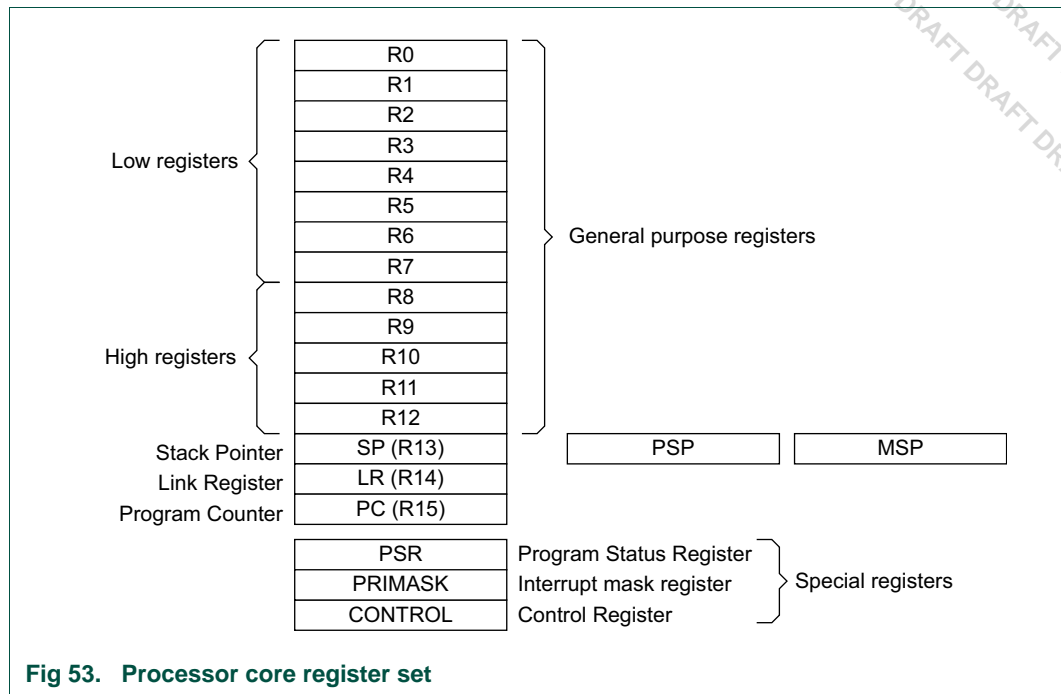 DRAFT DRAFT
DRAFT DRAFT
R0
R1
R2
R3
Low registers
R4
R5
R6
General purpose registers
R7
R8
R9
High registers
R10
R11
R12
Stack Pointer SP (R13) PSP MSP
Link Register LR (R14)
Program Counter PC (R15)
PSR Program Status Register
PRIMASK Interrupt mask register Special registers
CONTROL Control Register
Fig 53. Processor core register set